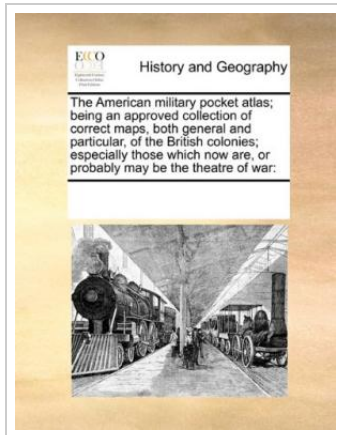 ECCO
History and Geography
The American military pocket atlas;
being an approved collection of
correct maps, both general and
particular, of the British colonies;
especially those which now are, or
probably may be the theatre of war: